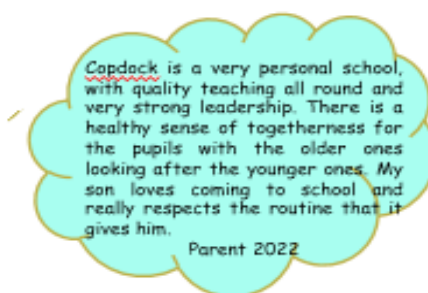 Copdock is a very personal school,
with quality teaching all round and
very strong leadership. There is a
healthy sense of togetherness for
the pupils with the older ones
looking after the younger ones. My
son loves coming to school and
really respects the routine that it
gives him.
Parent 2022